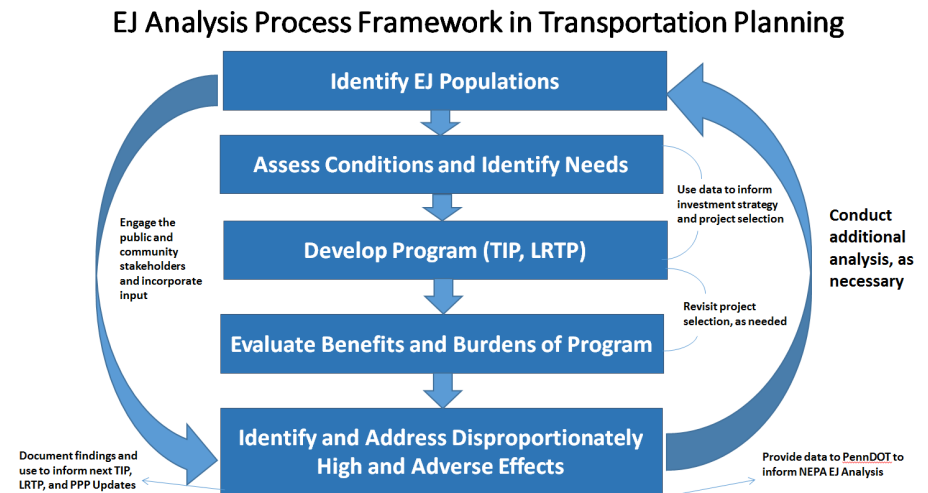 EJ Analysis Process Framework in Transportation Planning
Identify EJ Populations
Assess Conditions and Identify Needs
Use data to inform
investment strategy
and project selection
Engage the
public and
community
stakeholders
and incorporate
input
Conduct
additional
analysis, as
necessary
Develop Program (TIP, LRTP)
Revisit project
selection, as needed
Evaluate Benefits and Burdens of Program
Identify and Address Disproportionately
High and Adverse Effects
Document findings and
use to inform next TIP,
LRTP, and PPP Updates
Provide data to PennDOT to
inform NEPA EJ Analysis